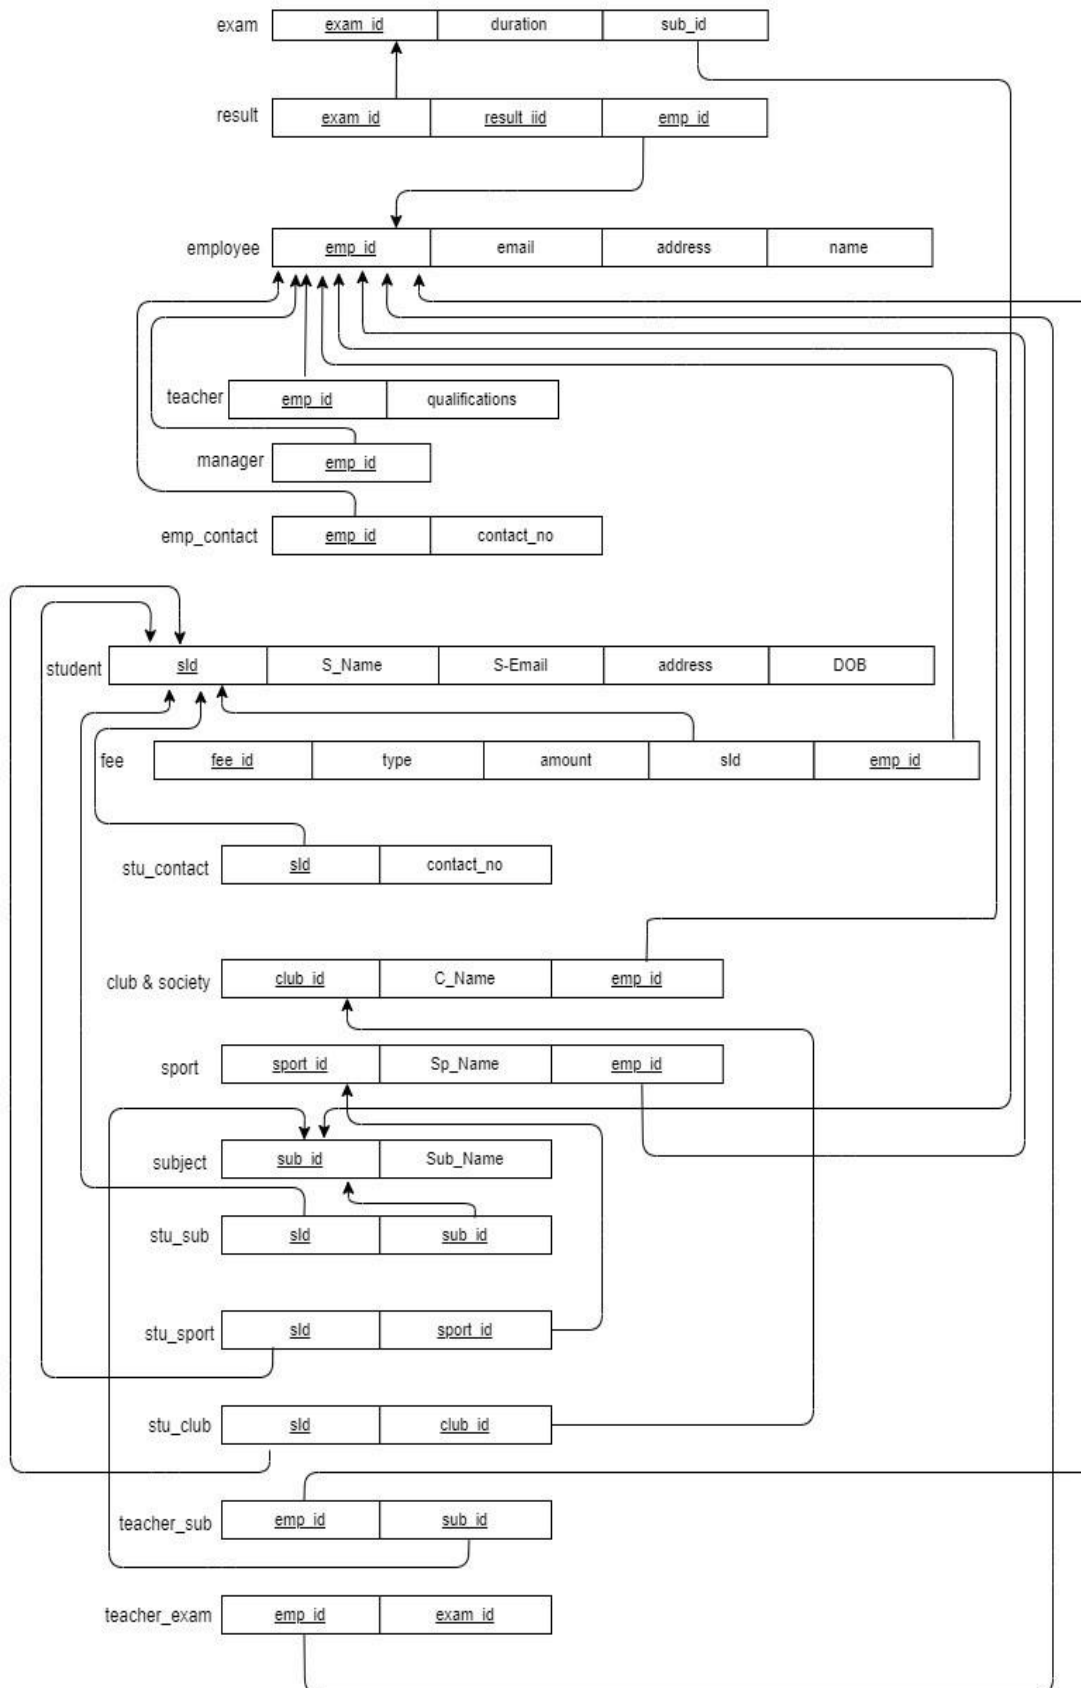 exam exam_id duration sub_id
result exam_id result_iid emp_id
employee emp_id email address name
teacher emp_id qualifications
manager emp_id
emp_contact emp_id contact_no
student sId S_Name S-Email address DOB
fee fee_id type amount sId emp_id
stu_contact sId contact_no
club & society club_id C_Name emp_id
sport sport_id Sp_Name emp_id
subject sub_id Sub_Name
stu_sub sId sub_id
stu_sport sId sport_id
stu_club sId club_id
teacher_sub emp_id sub_id
teacher_exam emp_id exam_id